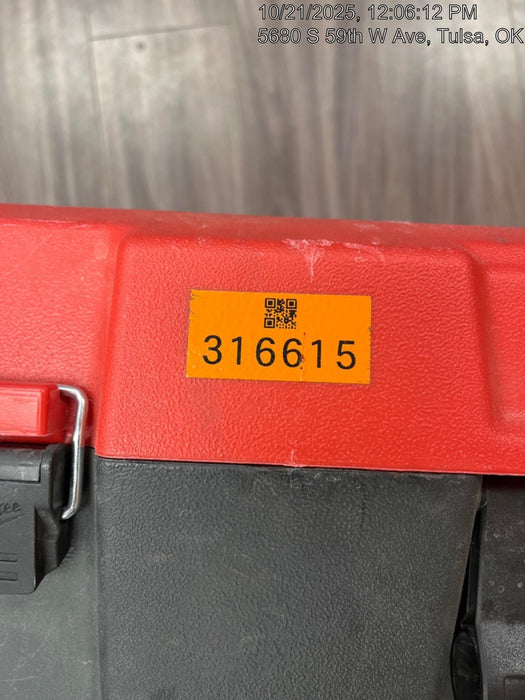 10/21/2025, 12:06:12 PM
5680 S 59th W Ave, Tulsa, OK
316615